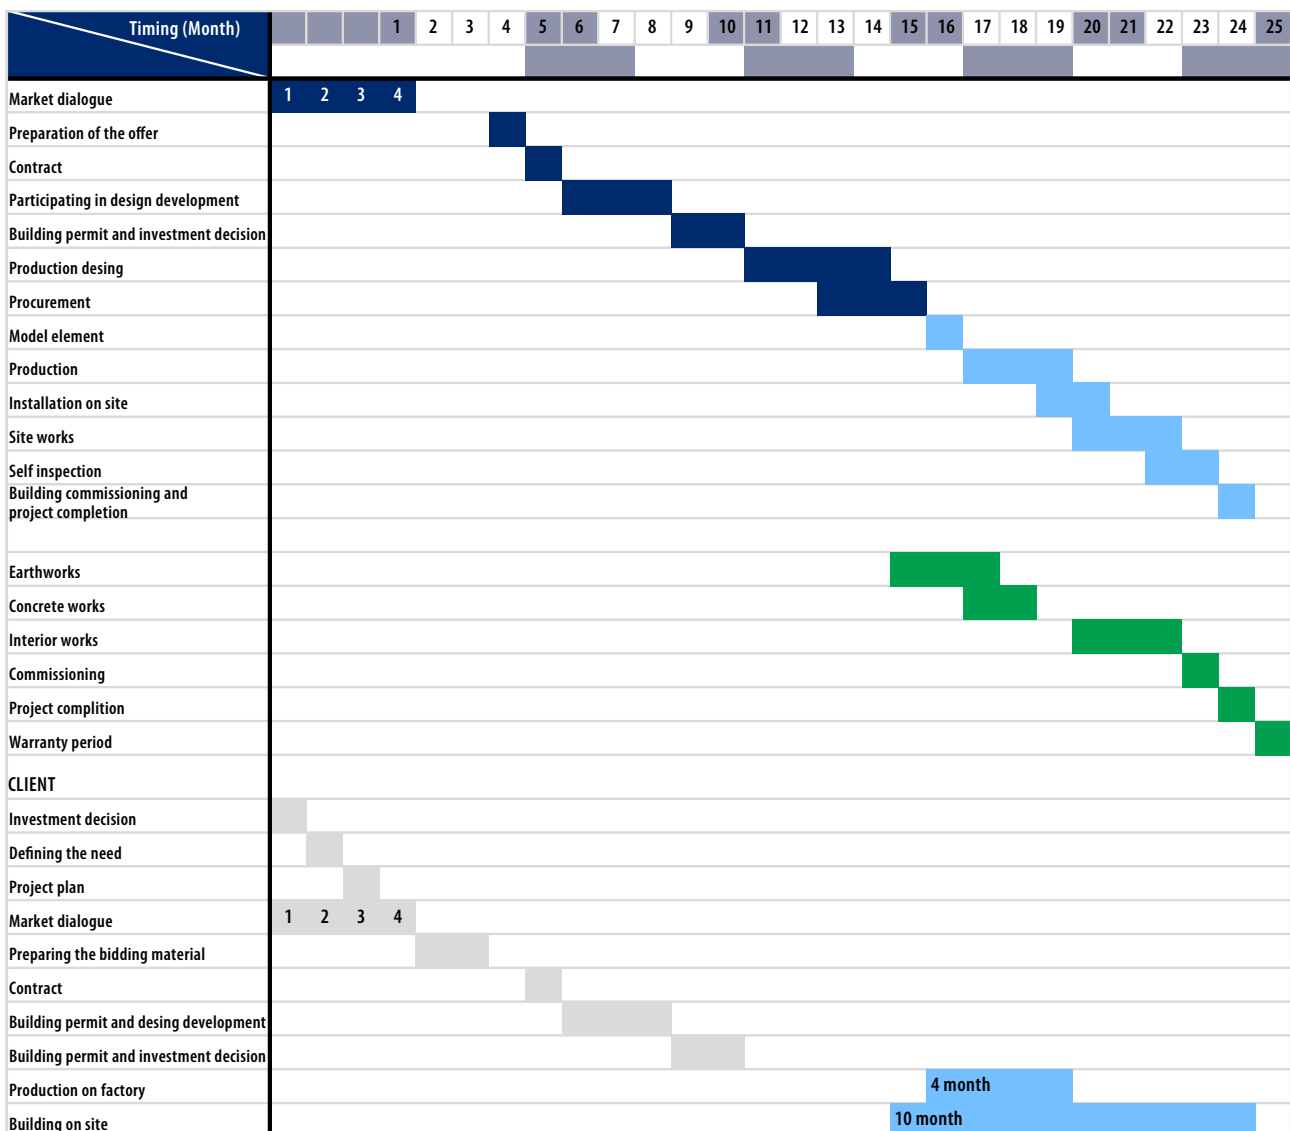 Timing (Month) 1 2 3 4 5 6 7 8 9 10 11 12 13 14 15 16 17 18 19 20 21 22 23 24 25
Market dialogue 1 2 3 4
Preparation of the offer
Contract
Participating in design development
Building permit and investment decision
Production desing
Procurement
Model element
Production
Installation on site
Site works
Self inspection
Building commissioning and
project completion
Earthworks
Concrete works
Interior works
Commissioning
Project complition
Warranty period
CLIENT
Investment decision
Defining the need
Project plan
Market dialogue 1 2 3 4
Preparing the bidding material
Contract
Building permit and desing development
Building permit and investment decision
Production on factory 4 month
Building on site 10 month